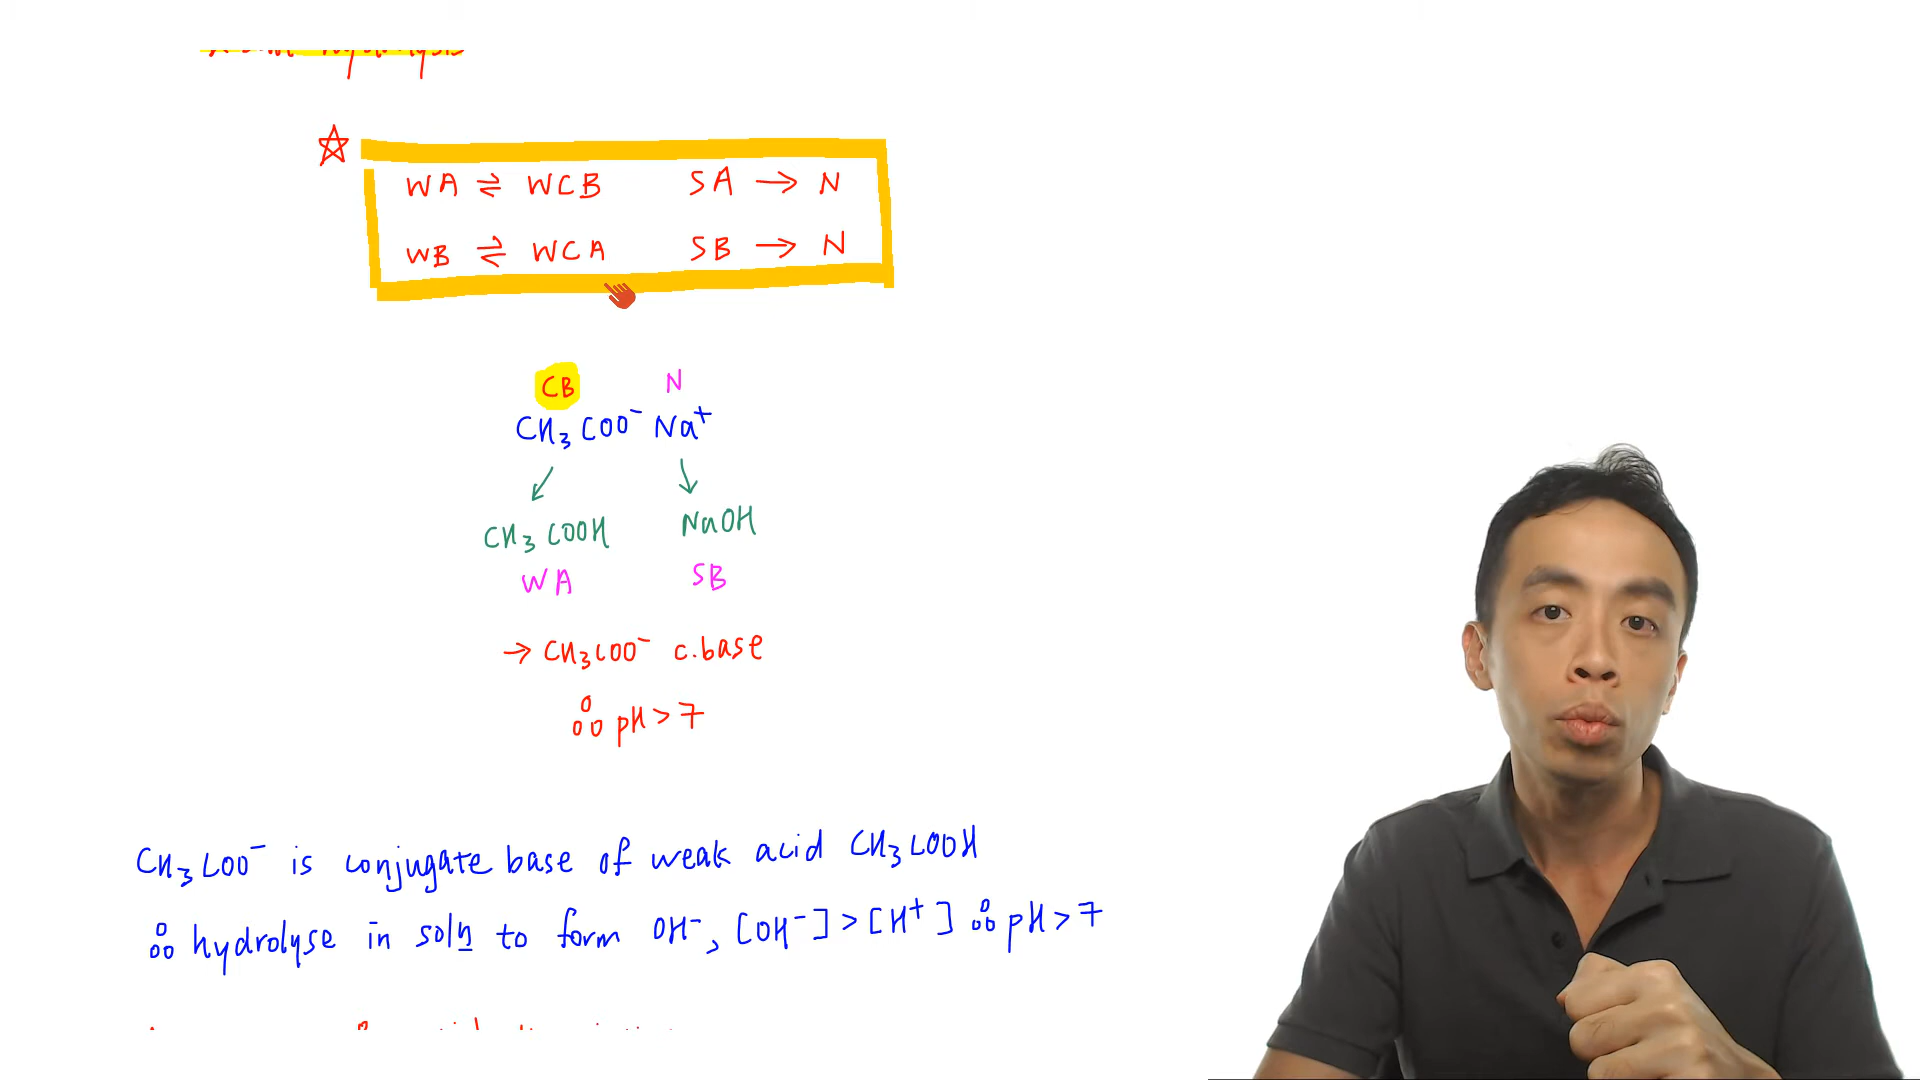 hydrolysis
WA ⇌ WCB SA → N
WB ⇌ WCA SB → N
CB N
CH₃COO⁻ Na⁺
CH₃COOH NaOH
WA SB
→ CH₃COO⁻ c.base
∴ pH > 7
CH₃COO⁻ is conjugate base of weak acid CH₃COOH
∴ hydrolyse in soln to form OH⁻, [OH⁻] > [H⁺] ∴ pH > 7